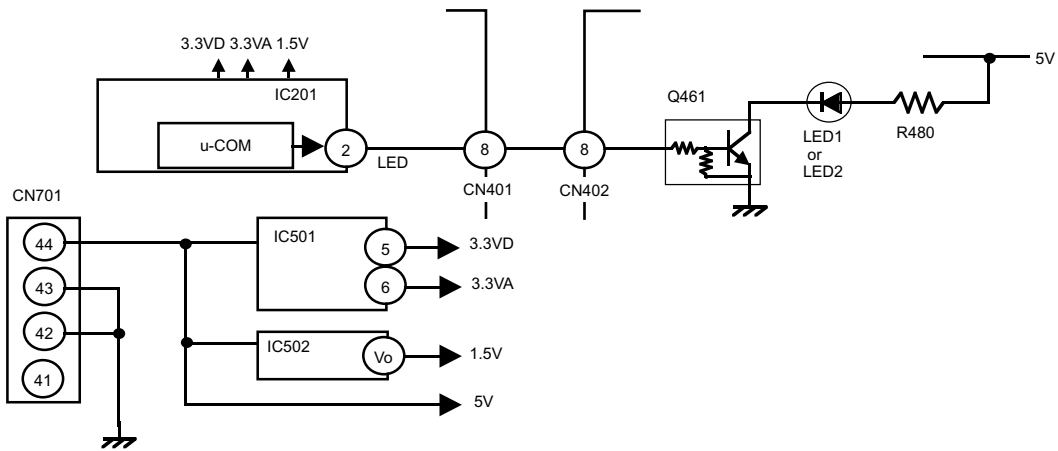 3.3VD 3.3VA 1.5V
IC201
u-COM
2
LED
8
CN401
8
CN402
Q461
LED1
or
LED2
R480
5V
CN701
44
43
42
41
IC501
5
3.3VD
6
3.3VA
IC502
Vo
1.5V
5V